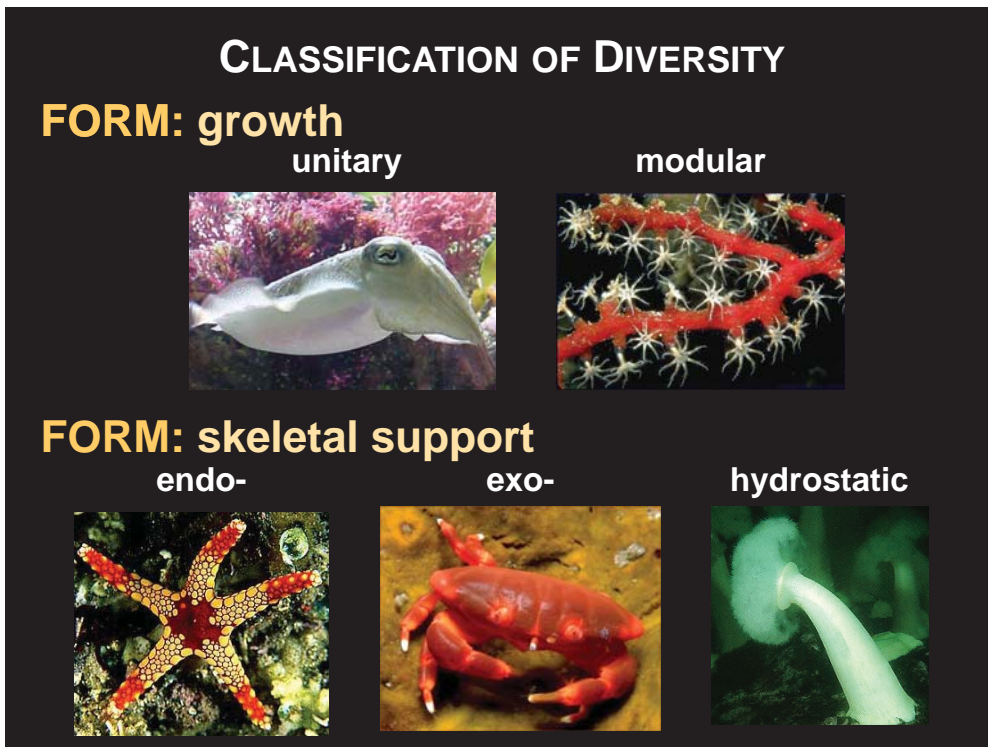 CLASSIFICATION OF DIVERSITY
FORM: growth
unitary modular
FORM: skeletal support
endo- exo- hydrostatic